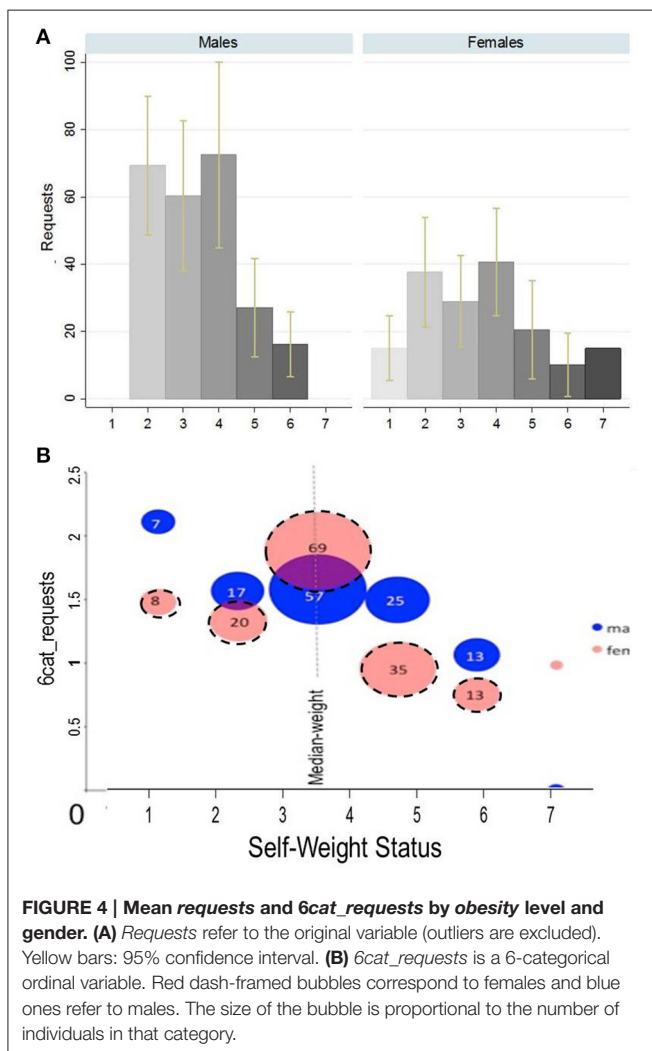 A
Males Females
100
80
60
40
20
0
Requests
1 2 3 4 5 6 7 1 2 3 4 5 6 7
B
2.5
2
1.5
1
0.5
0
6cat_requests
7
8
17
20
69
57
25
35
13
13
ma
fen
Median-weight
1 2 3 4 5 6 7
Self-Weight Status
FIGURE 4 | Mean requests and 6cat_requests by obesity level and
gender. (A) Requests refer to the original variable (outliers are excluded).
Yellow bars: 95% confidence interval. (B) 6cat_requests is a 6-categorical
ordinal variable. Red dash-framed bubbles correspond to females and blue
ones refer to males. The size of the bubble is proportional to the number of
individuals in that category.